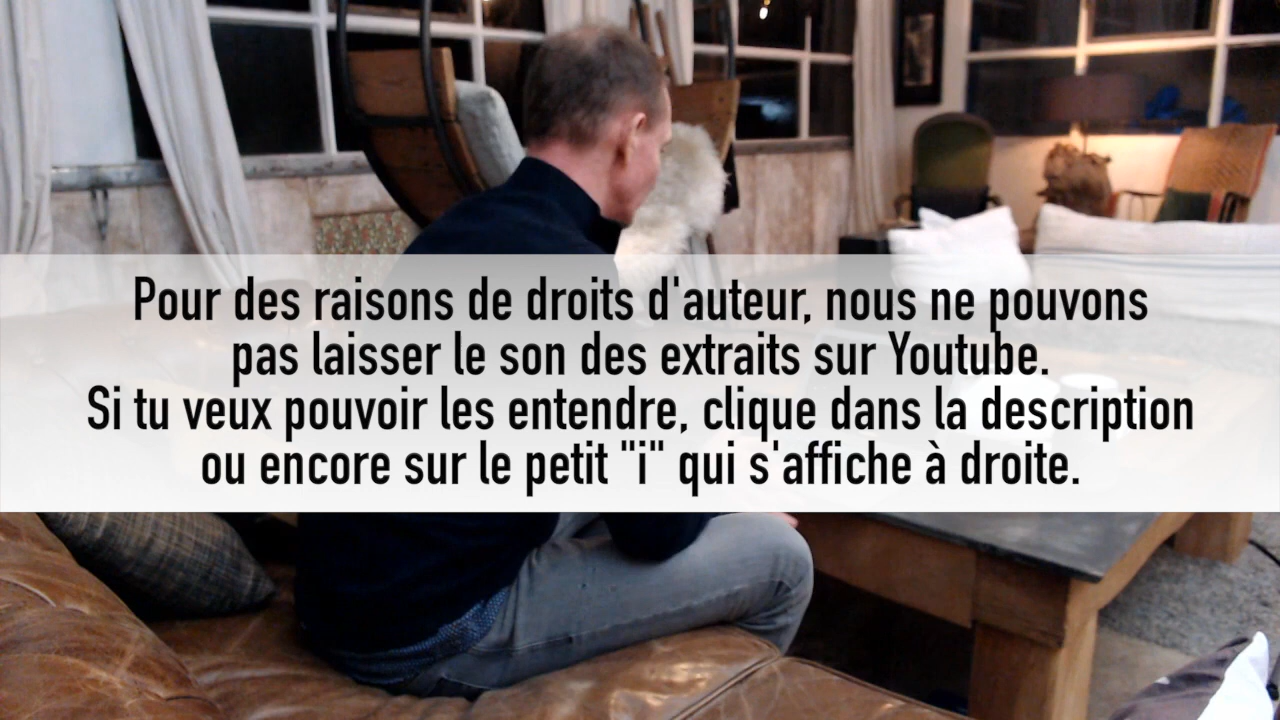 Pour des raisons de droits d'auteur, nous ne pouvons
pas laisser le son des extraits sur Youtube.
Si tu veux pouvoir les entendre, clique dans la description
ou encore sur le petit "i" qui s'affiche à droite.